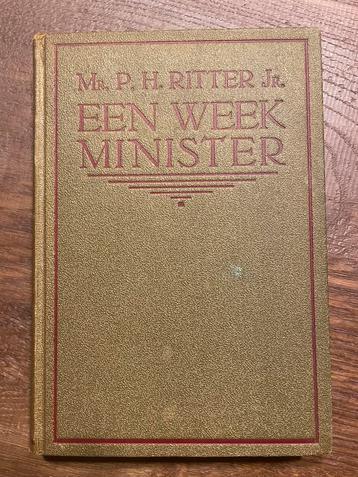 Mr. P. H. RITTER Jr.
EEN WEEK
MINISTER